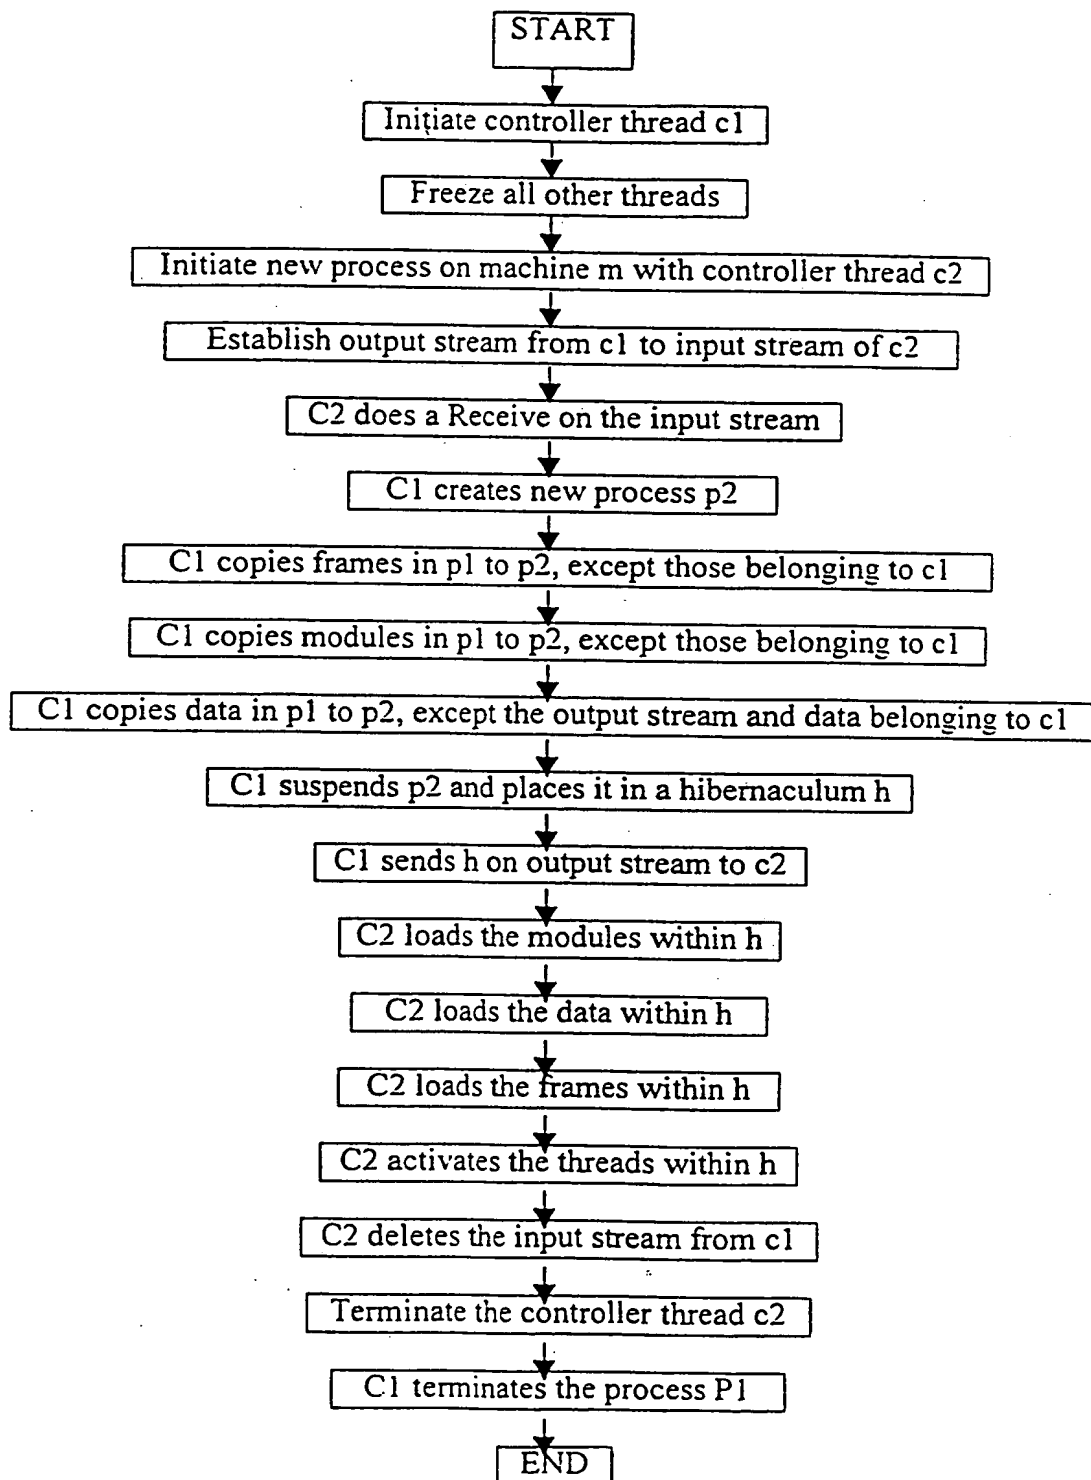 START
Initiate controller thread c1
Freeze all other threads
Initiate new process on machine m with controller thread c2
Establish output stream from c1 to input stream of c2
C2 does a Receive on the input stream
C1 creates new process p2
C1 copies frames in p1 to p2, except those belonging to c1
C1 copies modules in p1 to p2, except those belonging to c1
C1 copies data in p1 to p2, except the output stream and data belonging to c1
C1 suspends p2 and places it in a hibernaculum h
C1 sends h on output stream to c2
C2 loads the modules within h
C2 loads the data within h
C2 loads the frames within h
C2 activates the threads within h
C2 deletes the input stream from c1
Terminate the controller thread c2
C1 terminates the process P1
END